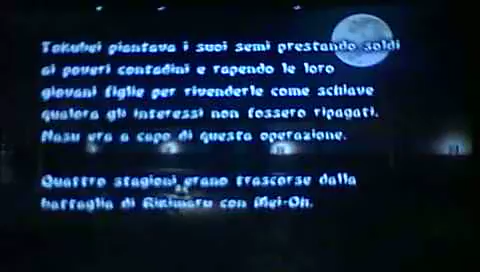 Tokubei piantava i suoi semi prestando soldi
ai poveri contadini e rapendo le loro
giovani figlie per rivenderle come schiave
qualora gli interessi non fossero ripagati.
Nasu era a capo di questa operazione.
Quattro stagioni erano trascorse dalla
battaglia di Rikimaru con Mei-Oh.